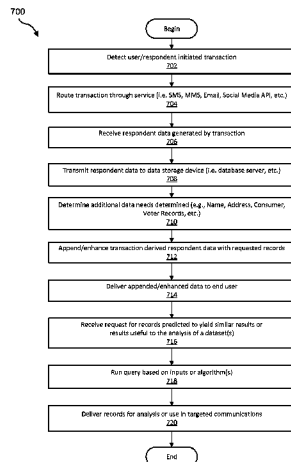 700
Begin
Detect user/respondent initiated transaction
702
Route transaction through service (i.e. SMS, MMS, Email, Social Media API, etc.)
704
Receive respondent data generated by transaction
706
Transmit respondent data to data storage device (i.e. database server, etc.)
708
Determine additional data needs determined (e.g., Name, Address, Consumer,
Voter Records, etc.)
710
Append/enhance transaction derived respondent data with requested records
712
Deliver appended/enhanced data to end user
714
Receive request for records predicted to yield similar results or
results useful to the analysis of a dataset(s)
716
Run query based on inputs or algorithm(s)
718
Deliver records for analysis or use in targeted communications
720
End